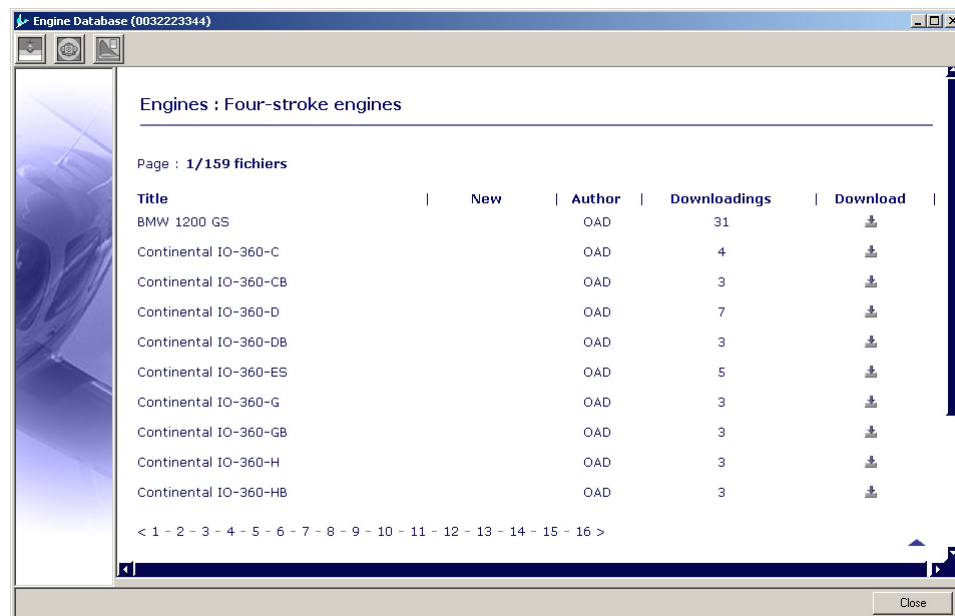 Engine Database (0032223344)
Engines : Four-stroke engines
Page : 1/159 fichiers
Title | New | Author | Downloadings | Download |
BMW 1200 GS OAD 31
Continental IO-360-C OAD 4
Continental IO-360-CB OAD 3
Continental IO-360-D OAD 7
Continental IO-360-DB OAD 3
Continental IO-360-ES OAD 5
Continental IO-360-G OAD 3
Continental IO-360-GB OAD 3
Continental IO-360-H OAD 3
Continental IO-360-HB OAD 3
< 1 - 2 - 3 - 4 - 5 - 6 - 7 - 8 - 9 - 10 - 11 - 12 - 13 - 14 - 15 - 16 >
Close